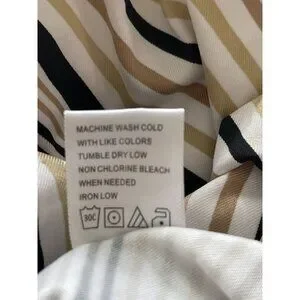 MACHINE WASH COLD
WITH LIKE COLORS
TUMBLE DRY LOW
NON CHLORINE BLEACH
WHEN NEEDED
IRON LOW
30C